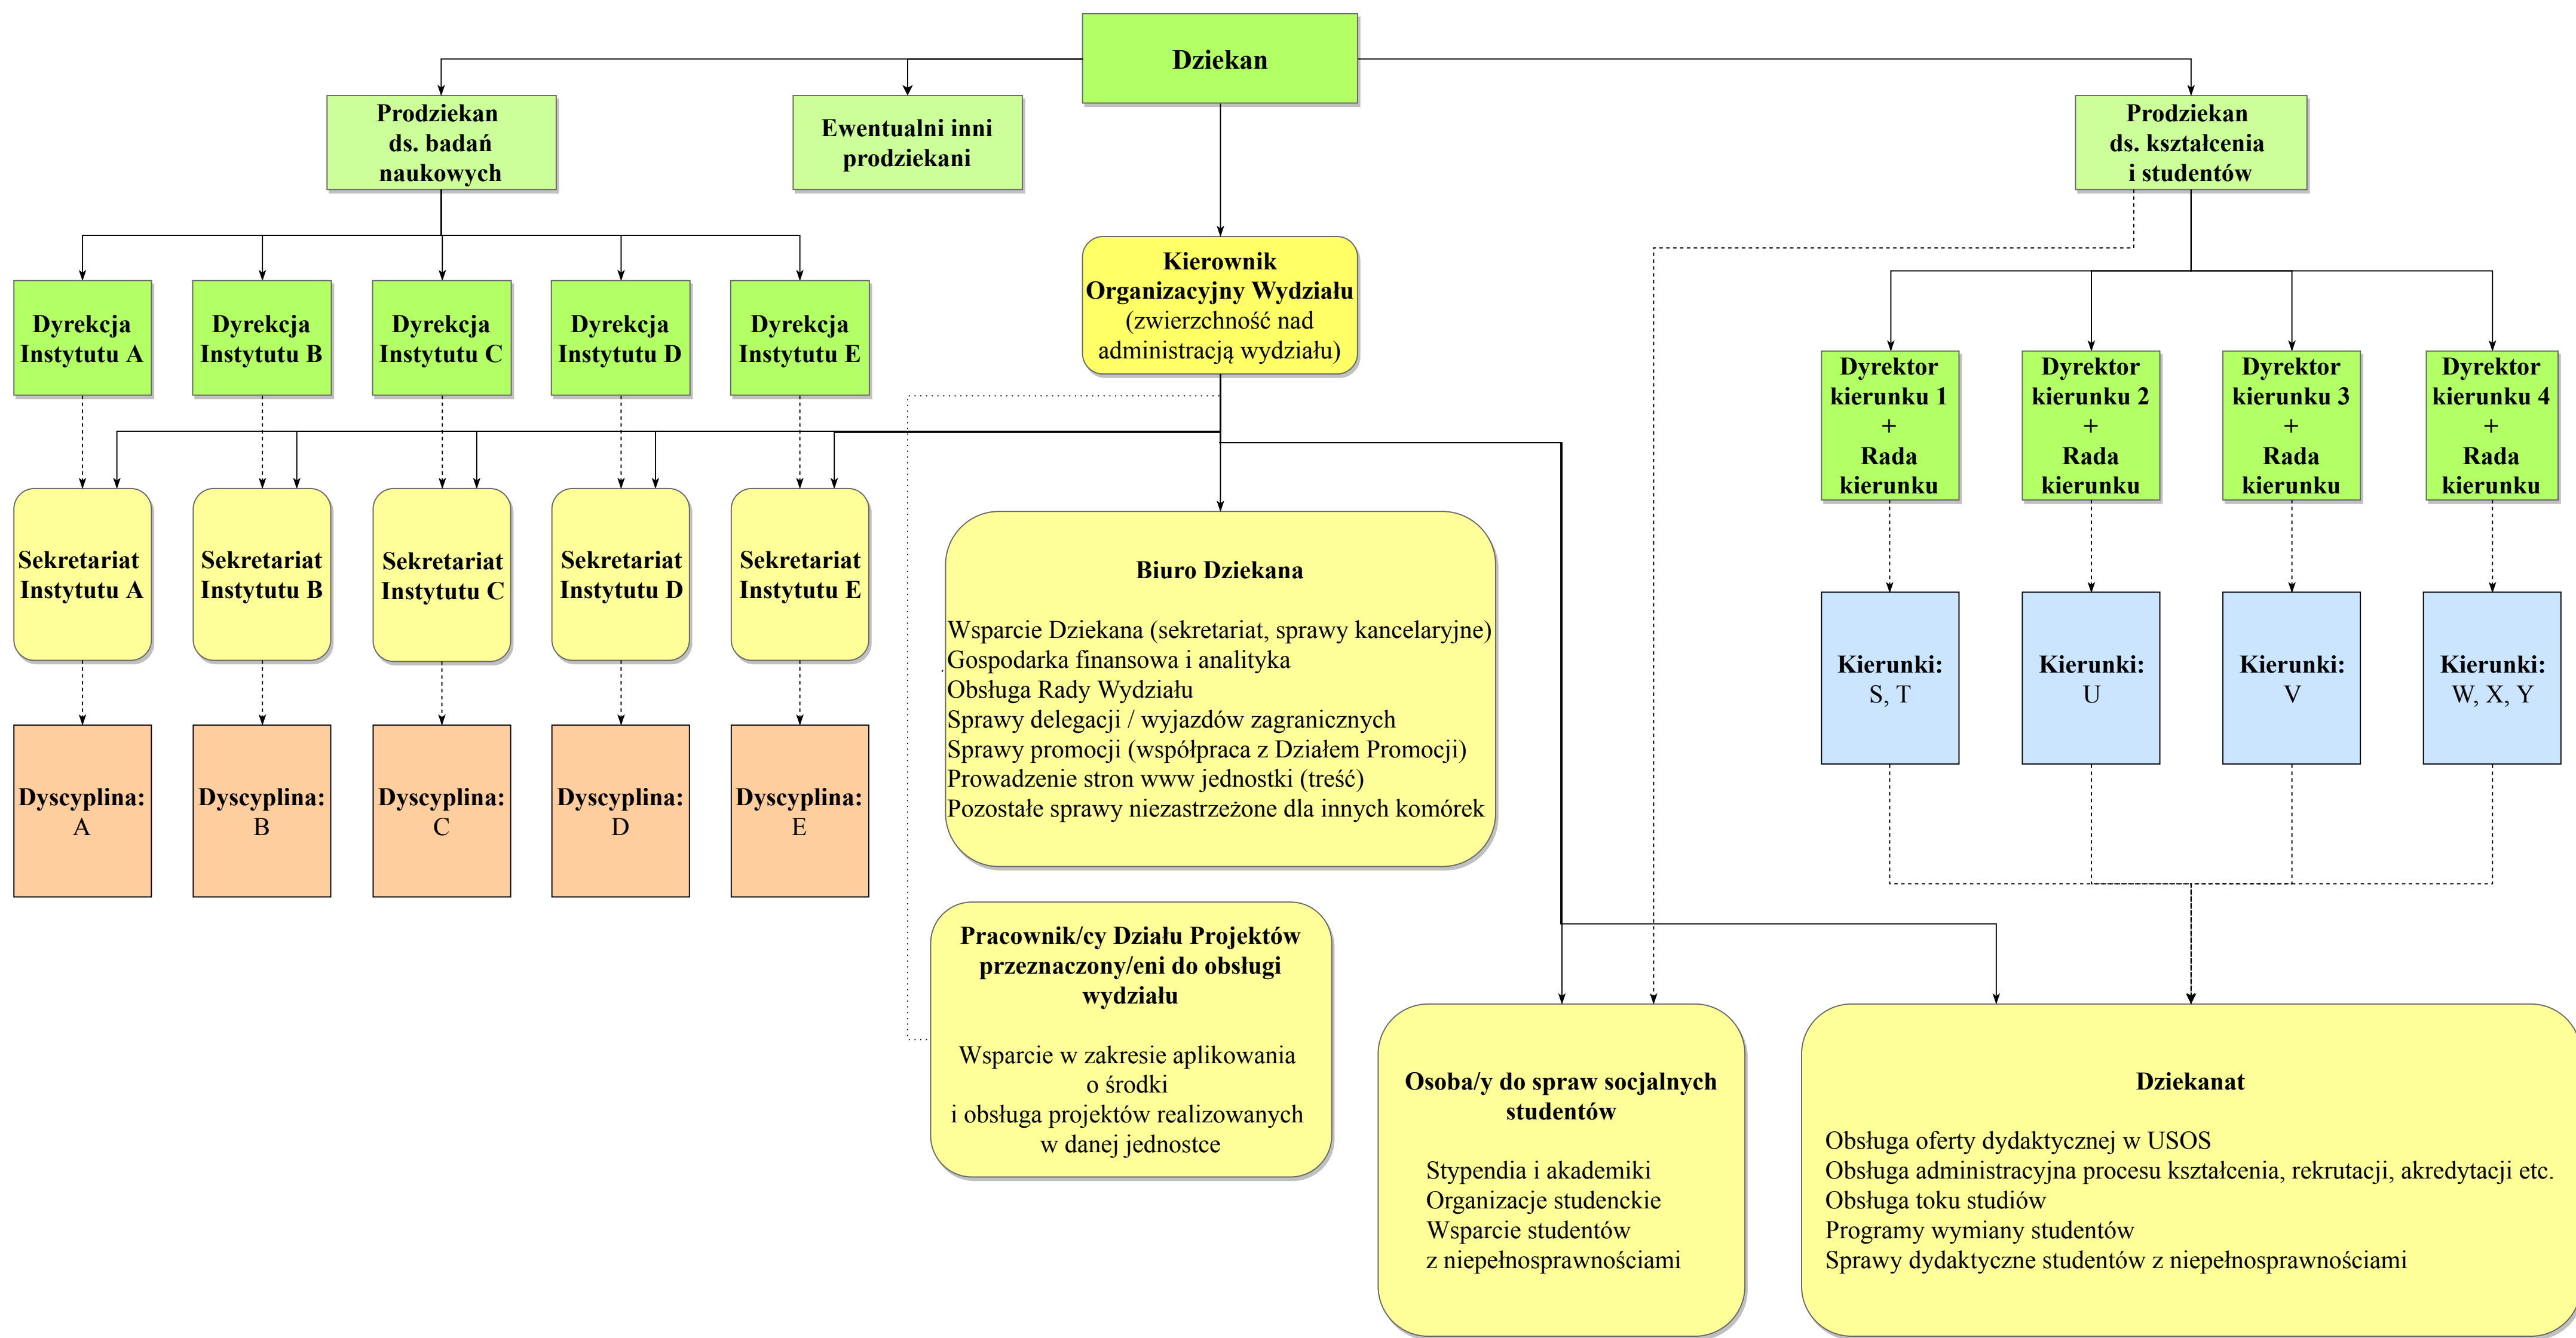 Dziekan
Prodziekan
ds. badań
naukowych
Ewentualni inni
prodziekani
Prodziekan
ds. kształcenia
i studentów
Kierownik
Organizacyjny Wydziału
(zwierzchność nad
administracją wydziału)
Dyrekcja
Instytutu A
Dyrekcja
Instytutu B
Dyrekcja
Instytutu C
Dyrekcja
Instytutu D
Dyrekcja
Instytutu E
Dyrektor
kierunku 1
+
Rada
kierunku
Dyrektor
kierunku 2
+
Rada
kierunku
Dyrektor
kierunku 3
+
Rada
kierunku
Dyrektor
kierunku 4
+
Rada
kierunku
Sekretariat
Instytutu A
Sekretariat
Instytutu B
Sekretariat
Instytutu C
Sekretariat
Instytutu D
Sekretariat
Instytutu E
Biuro Dziekana
Wsparcie Dziekana (sekretariat, sprawy kancelaryjne)
Gospodarka finansowa i analityka
Obsługa Rady Wydziału
Sprawy delegacji / wyjazdów zagranicznych
Sprawy promocji (współpraca z Działem Promocji)
Prowadzenie stron www jednostki (treść)
Pozostałe sprawy niezastrzeżone dla innych komórek
Kierunki:
S, T
Kierunki:
U
Kierunki:
V
Kierunki:
W, X, Y
Dyscyplina:
A
Dyscyplina:
B
Dyscyplina:
C
Dyscyplina:
D
Dyscyplina:
E
Pracownik/cy Działu Projektów
przeznaczony/eni do obsługi
wydziału
Wsparcie w zakresie aplikowania
o środki
i obsługa projektów realizowanych
w danej jednostce
Osoba/y do spraw socjalnych
studentów
Stypendia i akademiki
Organizacje studenckie
Wsparcie studentów
z niepełnosprawnościami
Dziekanat
Obsługa oferty dydaktycznej w USOS
Obsługa administracyjna procesu kształcenia, rekrutacji, akredytacji etc.
Obsługa toku studiów
Programy wymiany studentów
Sprawy dydaktyczne studentów z niepełnosprawnościami